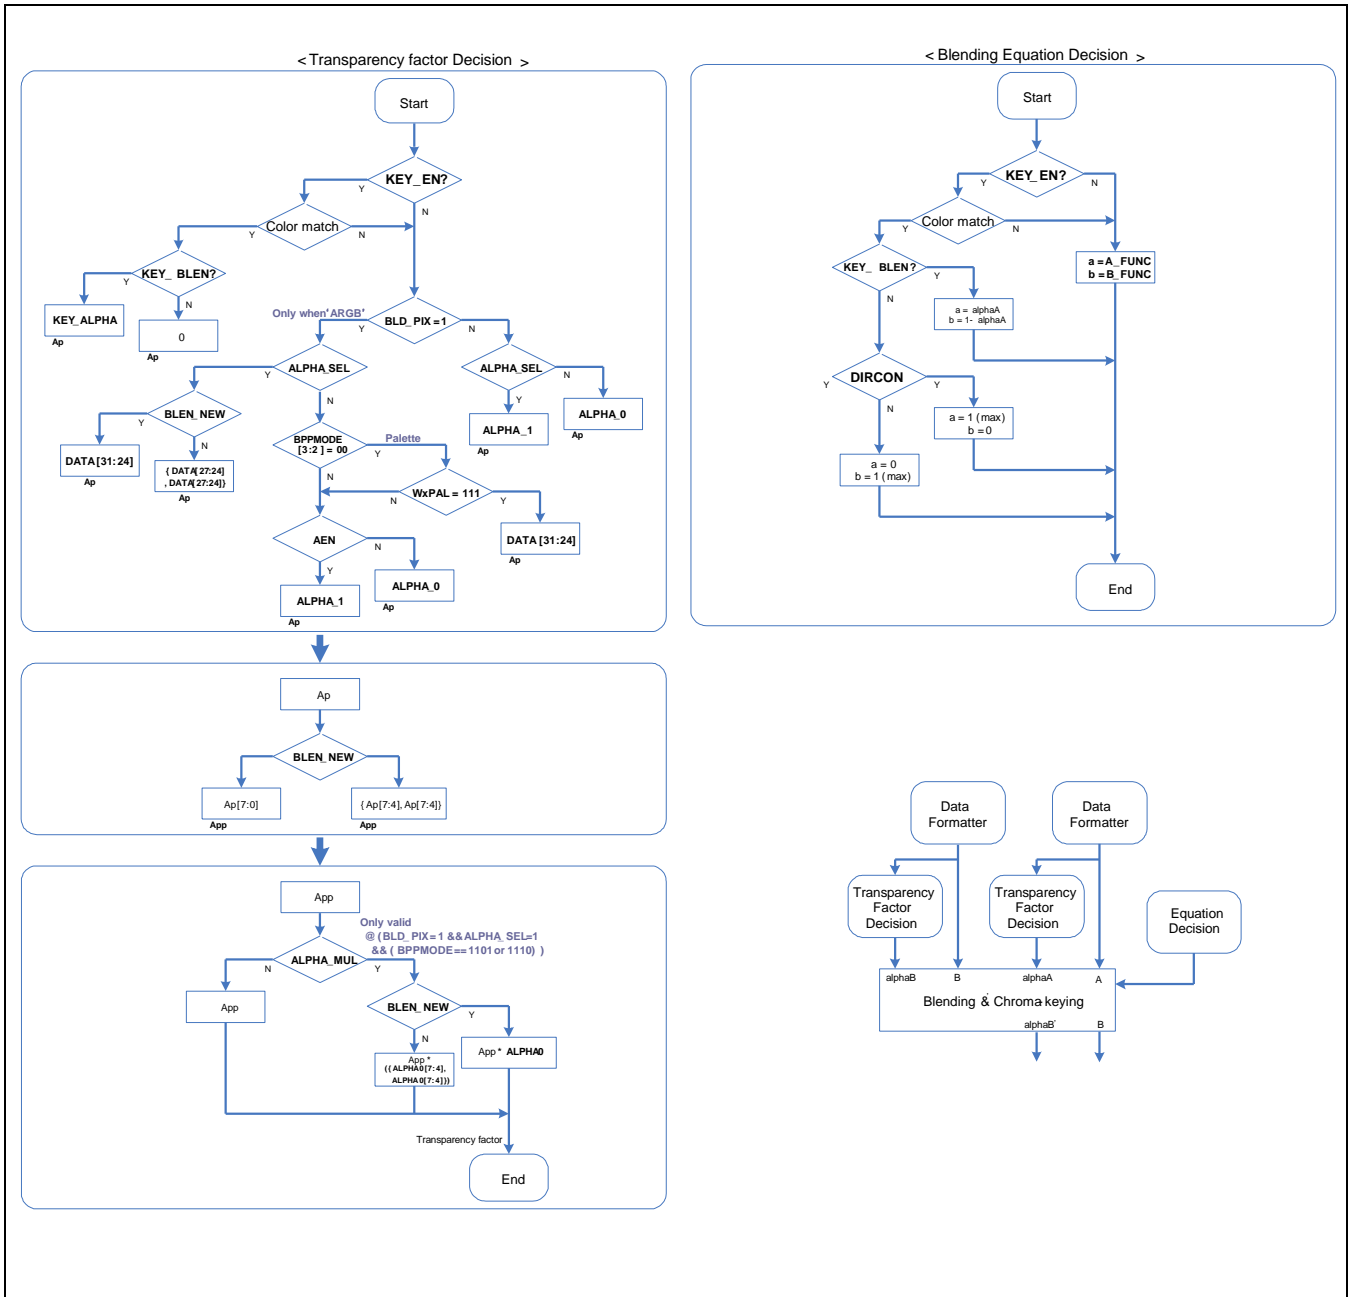 < Transparency factor Decision >
Start
KEY_EN?
Y
N
Color match
Y
N
KEY_ BLEN?
Y
N
KEY_ALPHA
Ap
0
Ap
Only when'ARGB'
BLD_PIX =1
Y
N
ALPHA_SEL
Y
N
ALPHA_SEL
N
Y
BLEN_NEW
Y
N
ALPHA_1
Ap
ALPHA_0
Ap
DATA[31:24]
Ap
{ DATA[27:24]
, DATA[27:24]}
Ap
BPPMODE
[3:2] = 00
Palette
Y
N
WxPAL = 111
N
Y
DATA [31:24]
Ap
AEN
N
Y
ALPHA_0
Ap
ALPHA_1
Ap
Ap
BLEN_NEW
Ap[7:0]
App
{ Ap[7:4], Ap[7:4]}
App
App
Only valid
@ (BLD_PIX= 1 &&ALPHA_SEL=1
&& ( BPPMODE==1101 or 1110) )
ALPHA_MUL
N
Y
App
BLEN_NEW
Y
N
App *
({ALPHA0[7:4],
ALPHA0[7:4]})
App * ALPHA0
Transparency factor
End
< Blending Equation Decision >
Start
KEY_EN?
Y
N
Color match
Y
N
a =A_FUNC
b =B_FUNC
KEY_ BLEN?
Y
N
a = alphaA
b = 1- alphaA
DIRCON
Y
Y
N
a = 1 (max)
b = 0
a = 0
b = 1 (max)
End
Data
Formatter
Data
Formatter
Transparency
Factor
Decision
Transparency
Factor
Decision
Equation
Decision
alphaB
B
alphaA
A
Blending & Chroma-keying
alphaB'
B'